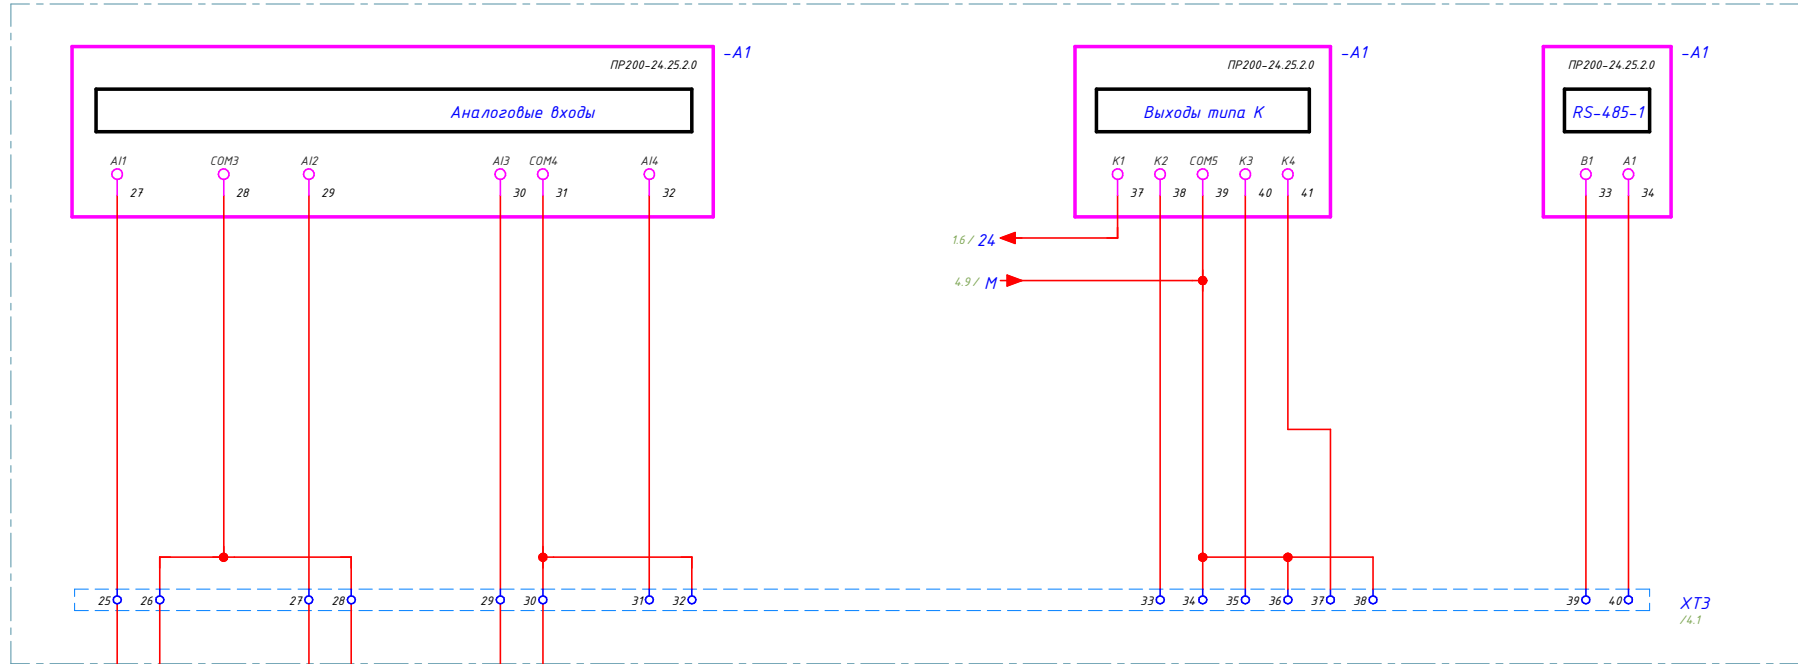 -A1 -A1 -A1
ПР200-24.25.2.0 ПР200-24.25.2.0 ПР200-24.25.2.0
Аналоговые входы Выходы типа К RS-485-1
AI1 COM3 AI2 AI3 COM4 AI4 K1 K2 COM5 K3 K4 B1 A1
27 28 29 30 31 32 37 38 39 40 41 33 34
1.6 / 24
4.9 / M
25 26 27 28 29 30 31 32 33 34 35 36 37 38 39 40
XT3
/4.1